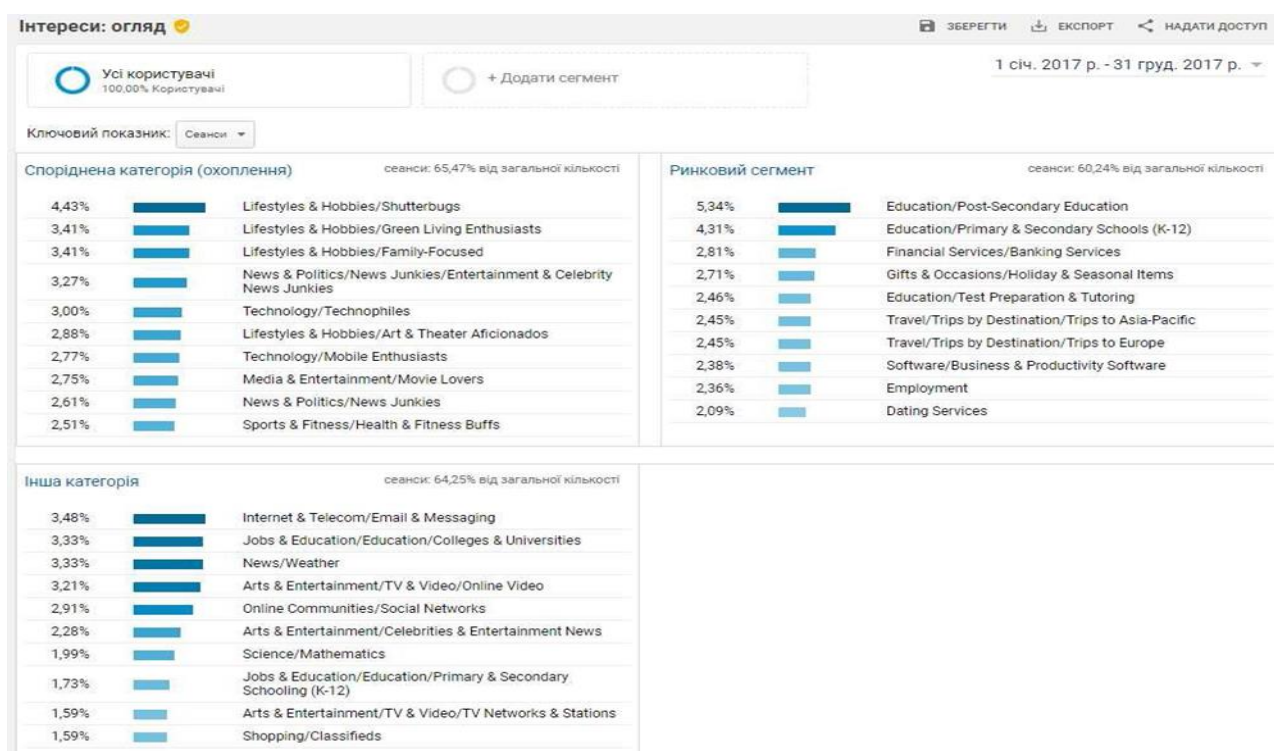 Інтереси: огляд
ЗБЕРЕГТИ ЕКСПОРТ НАДАТИ ДОСТУП
Усі користувачі
100,00% Користувачі
+ Додати сегмент
1 січ. 2017 р. - 31 груд. 2017 р.
Ключовий показник: Сеанси
Споріднена категорія (охоплення) сеанси: 65,47% від загальної кількості
4,43% Lifestyles & Hobbies/Shutterbugs
3,41% Lifestyles & Hobbies/Green Living Enthusiasts
3,41% Lifestyles & Hobbies/Family-Focused
3,27% News & Politics/News Junkies/Entertainment & Celebrity
News Junkies
3,00% Technology/Technophiles
2,88% Lifestyles & Hobbies/Art & Theater Aficionados
2,77% Technology/Mobile Enthusiasts
2,75% Media & Entertainment/Movie Lovers
2,61% News & Politics/News Junkies
2,51% Sports & Fitness/Health & Fitness Buffs
Ринковий сегмент сеанси: 60,24% від загальної кількості
5,34% Education/Post-Secondary Education
4,31% Education/Primary & Secondary Schools (K-12)
2,81% Financial Services/Banking Services
2,71% Gifts & Occasions/Holiday & Seasonal Items
2,46% Education/Test Preparation & Tutoring
2,45% Travel/Trips by Destination/Trips to Asia-Pacific
2,45% Travel/Trips by Destination/Trips to Europe
2,38% Software/Business & Productivity Software
2,36% Employment
2,09% Dating Services
Інша категорія сеанси: 64,25% від загальної кількості
3,48% Internet & Telecom/Email & Messaging
3,33% Jobs & Education/Education/Colleges & Universities
3,33% News/Weather
3,21% Arts & Entertainment/TV & Video/Online Video
2,91% Online Communities/Social Networks
2,28% Arts & Entertainment/Celebrities & Entertainment News
1,99% Science/Mathematics
1,73% Jobs & Education/Education/Primary & Secondary
Schooling (K-12)
1,59% Arts & Entertainment/TV & Video/TV Networks & Stations
1,59% Shopping/Classifieds